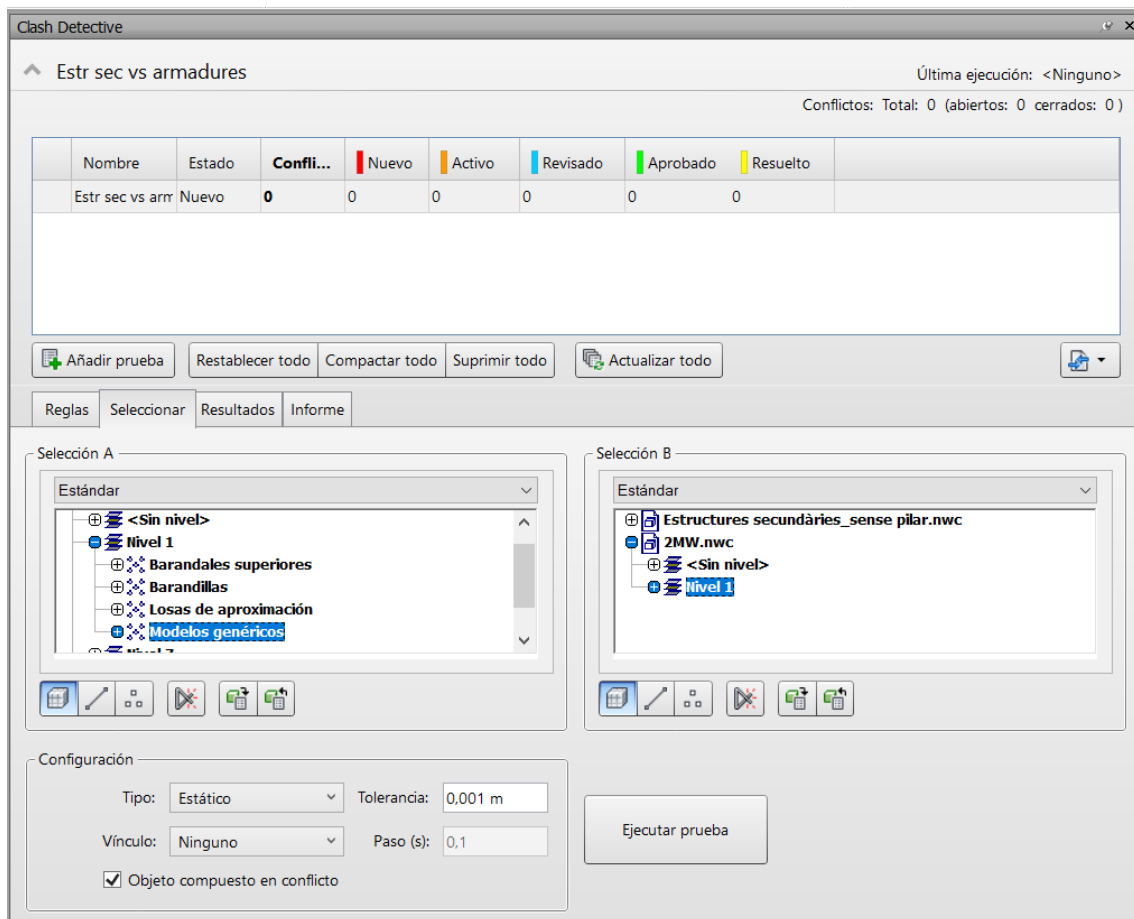 Clash Detective
Estr sec vs armadures
Última ejecución: <Ninguno>
Conflictos: Total: 0 (abiertos: 0 cerrados: 0 )
Nombre Estado Confli... Nuevo Activo Revisado Aprobado Resuelto
Estr sec vs arm Nuevo 0 0 0 0 0 0
Añadir prueba Restablecer todo Compactar todo Suprimir todo Actualizar todo
Reglas Seleccionar Resultados Informe
Selección A
Estándar
<Sin nivel>
Nivel 1
Barandales superiores
Barandillas
Losas de aproximación
Modelos genéricos
Selección B
Estándar
Estructures secundàries_sense pilar.nwc
2MW.nwc
<Sin nivel>
Nivel 1
Configuración
Tipo: Estático Tolerancia: 0,001 m
Vínculo: Ninguno Paso (s): 0,1
Objeto compuesto en conflicto
Ejecutar prueba